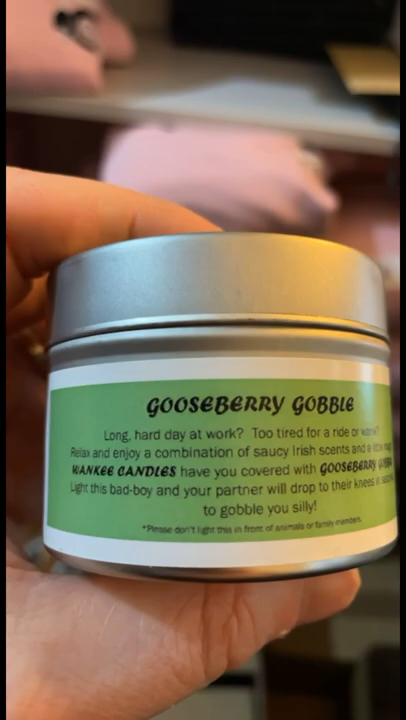 GOOSEBERRY GOBBLE
Long, hard day at work? Too tired for a ride or
Relax and enjoy a combination of saucy Irish scents and a
WANKEE CANDLES have you covered with GOOSEBERRY GOBBLE
Light this bad-boy and your partner will drop to their knees
to gobble you silly!
*Please don't light this in front of animals or family members.